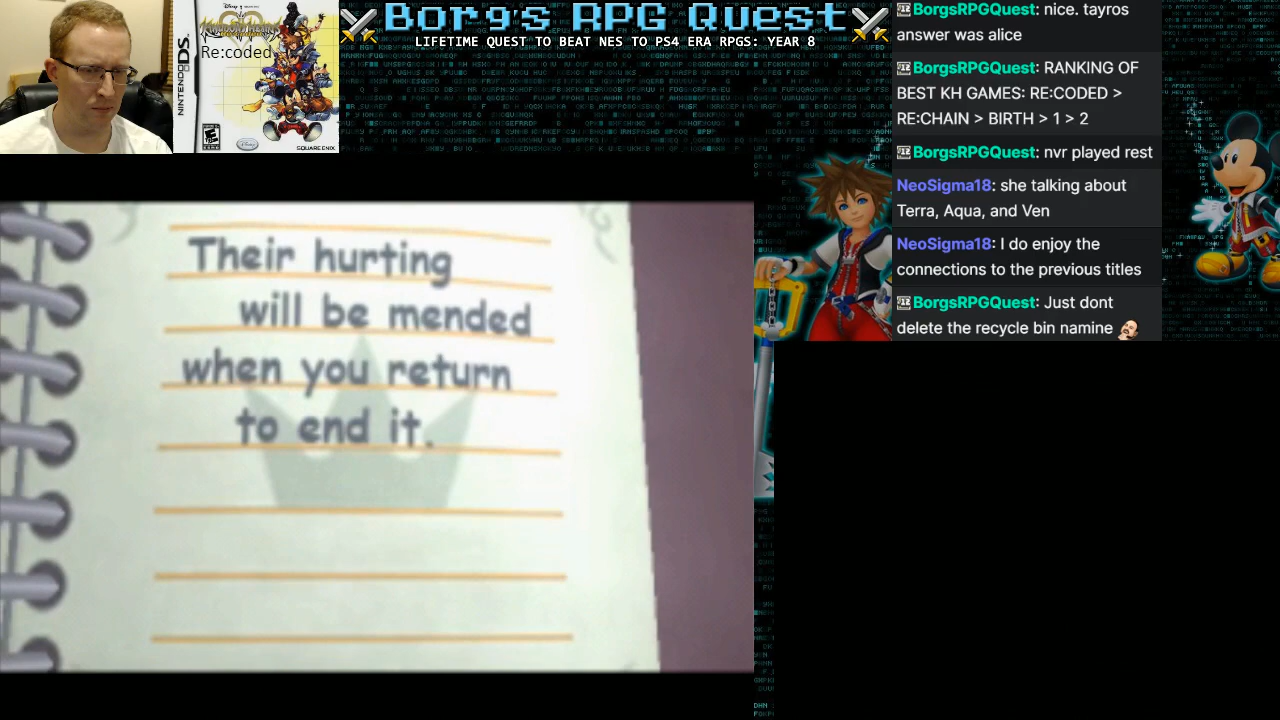 Borg's RPG Quest
LIFETIME QUEST TO BEAT NES TO PS4 ERA RPGS: YEAR 8
NINTENDO DS
Re:coded
SQUARE ENIX
Their hurting
will be mended
when you return
to end it.
BorgsRPGQuest: nice. tayros
answer was alice
BorgsRPGQuest: RANKING OF
BEST KH GAMES: RECODED >
RE:CHAIN > BIRTH > 1 > 2
BorgsRPGQuest: nvr played rest
NeoSigma18: she talking about
Terra, Aqua, and Ven
NeoSigma18: I do enjoy the
connections to the previous titles
BorgsRPGQuest: Just dont
delete the recycle bin namine